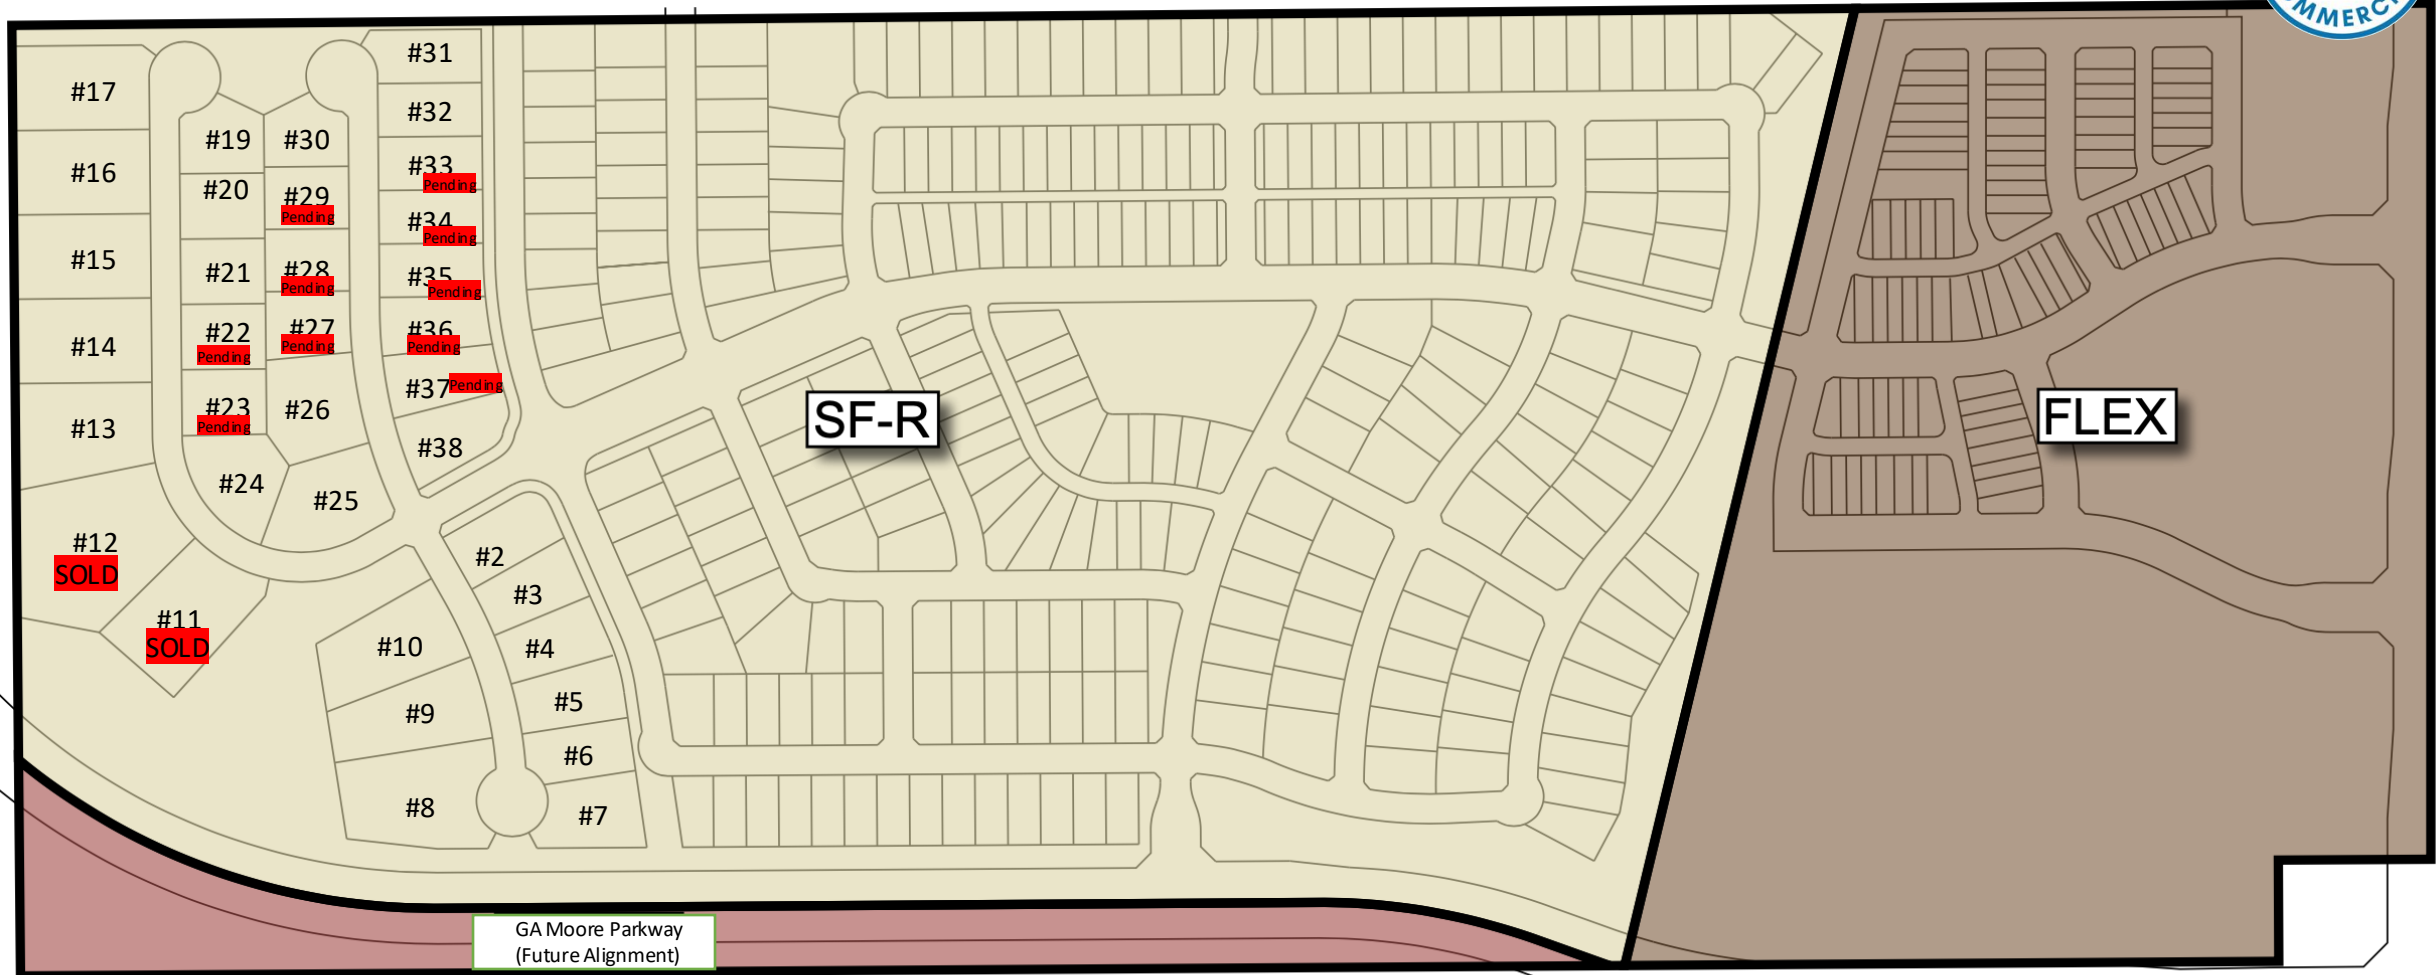 OMMERC
#17
#16
#15
#14
#13
#12
SOLD
#11
SOLD
#19
#20
#21
#22
Pending
#23
Pending
#24
#30
#29
Pending
#28
Pending
#27
Pending
#26
#25
#31
#32
#33
Pending
#34
Pending
#35
Pending
#36
Pending
#37
Pending
#38
#2
#3
#4
#5
#6
#7
#10
#9
#8
SF-R
FLEX
GA Moore Parkway
(Future Alignment)